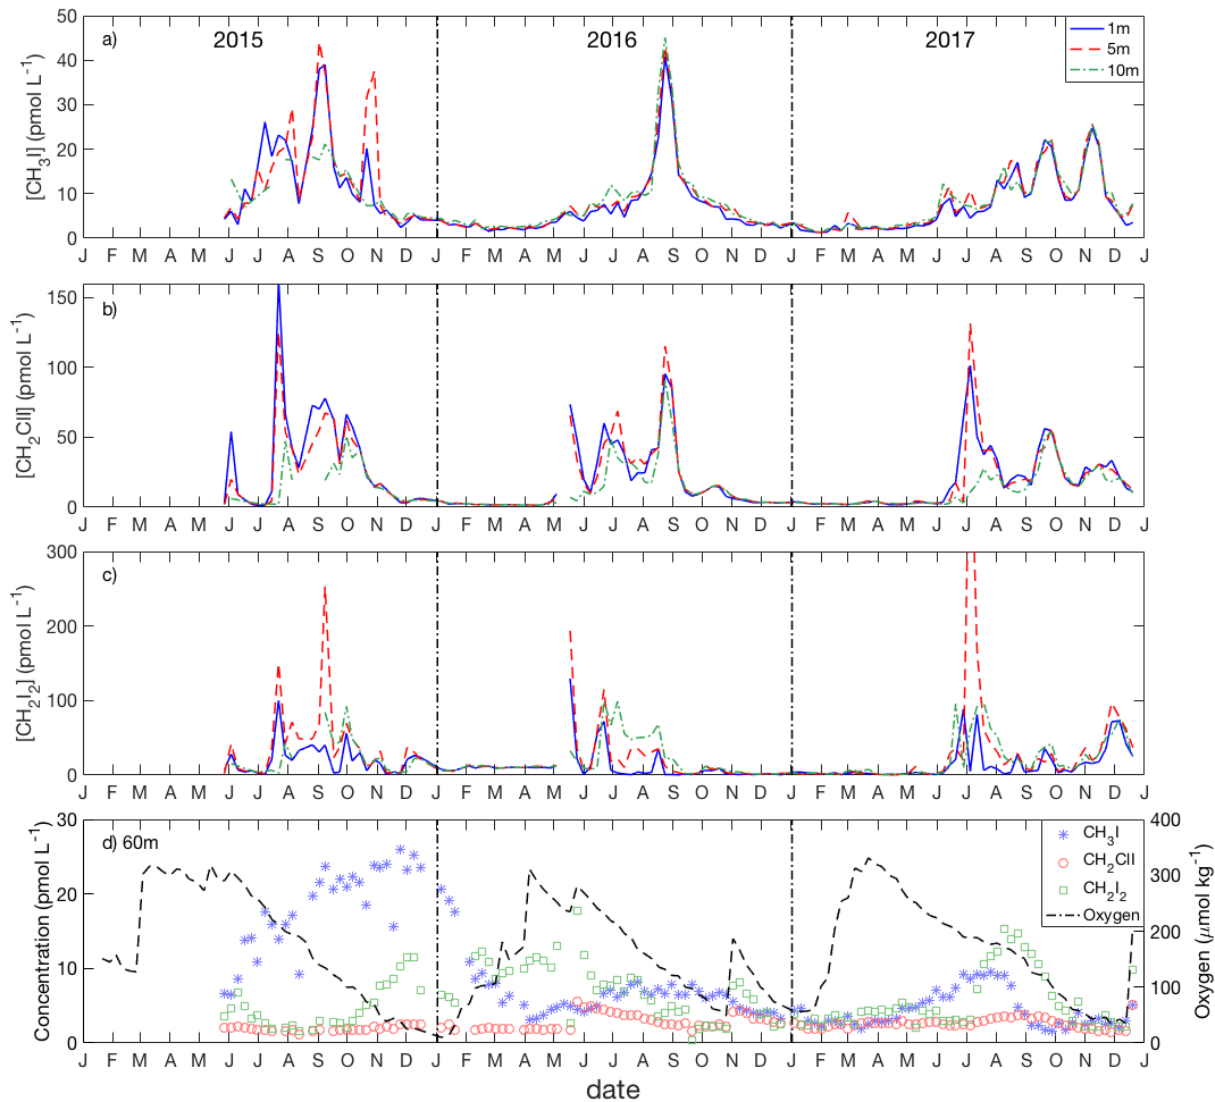 a)
2015
2016
2017
1m
5m
10m
[CH3I] (pmol L-1)
50
40
30
20
10
0
J F M A M J J A S O N D J F M A M J J A S O N D J F M A M J J A S O N D J
b)
[CH2ClI] (pmol L-1)
150
100
50
0
J F M A M J J A S O N D J F M A M J J A S O N D J F M A M J J A S O N D J
c)
[CH2I2] (pmol L-1)
300
200
100
0
J F M A M J J A S O N D J F M A M J J A S O N D J F M A M J J A S O N D J
d) 60m
CH3I
CH2ClI
CH2I2
Oxygen
Concentration (pmol L-1)
30
20
10
0
400
300
200
100
0
Oxygen (μmol kg-1)
J F M A M J J A S O N D J F M A M J J A S O N D J F M A M J J A S O N D J
date